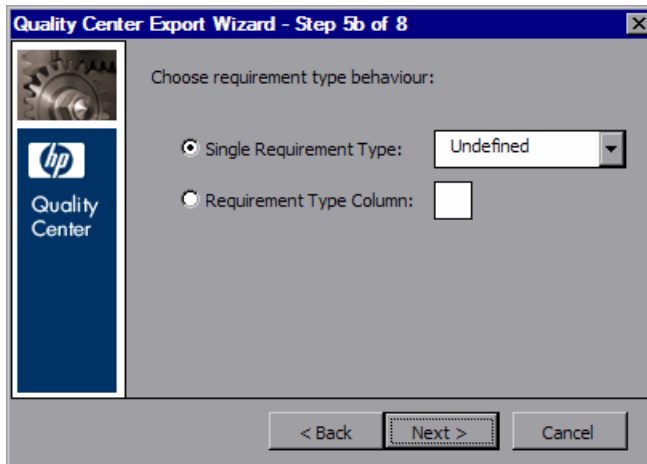 Quality Center Export Wizard - Step 5b of 8
Choose requirement type behaviour:
hp
Quality
Center
Single Requirement Type: Undefined
Requirement Type Column:
< Back Next > Cancel